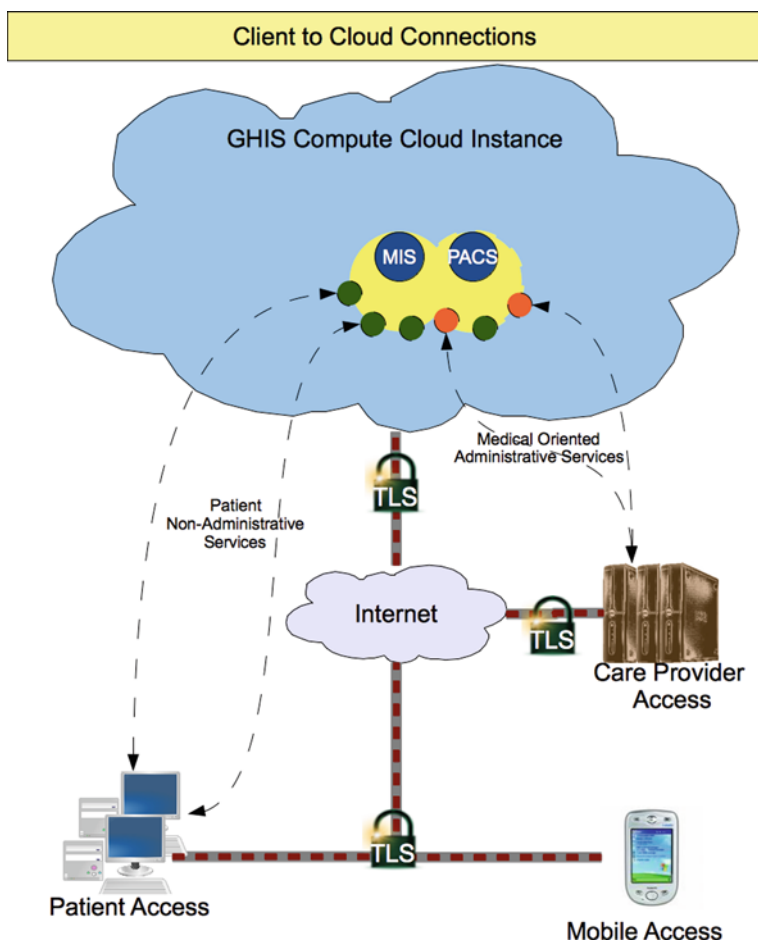 Client to Cloud Connections
GHIS Compute Cloud Instance
MIS
PACS
Medical Oriented
Administrative Services
TLS
Patient
Non-Administrative
Services
Internet
TLS
Care Provider
Access
TLS
Patient Access
Mobile Access